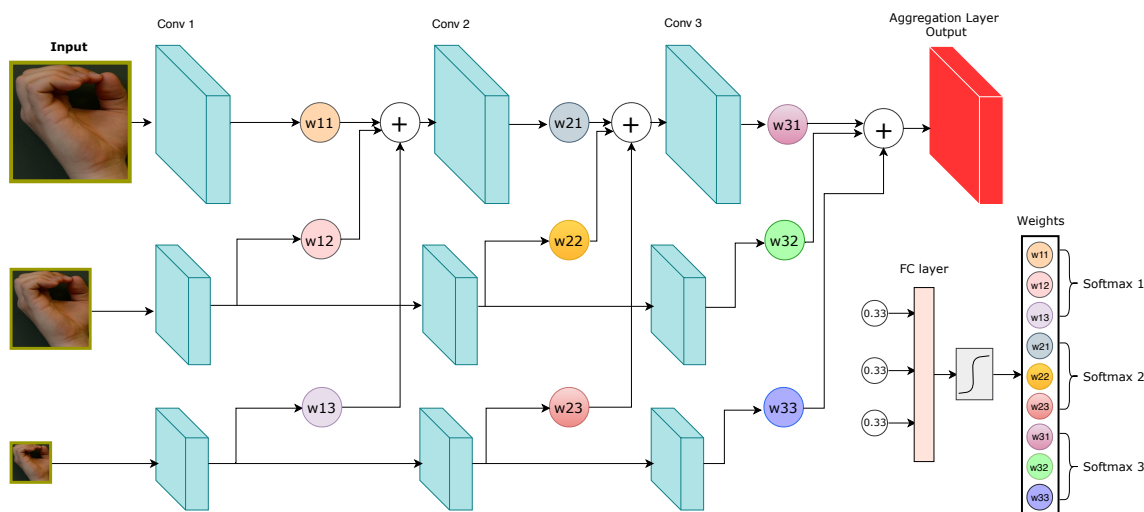 Conv 1
Conv 2
Conv 3
Aggregation Layer
Output
Input
w11
+
w21
+
w31
+
w12
w22
w32
w13
w23
w33
Weights
FC layer
0.33
0.33
0.33
w11
w12
w13
w21
w22
w23
w31
w32
w33
Softmax 1
Softmax 2
Softmax 3